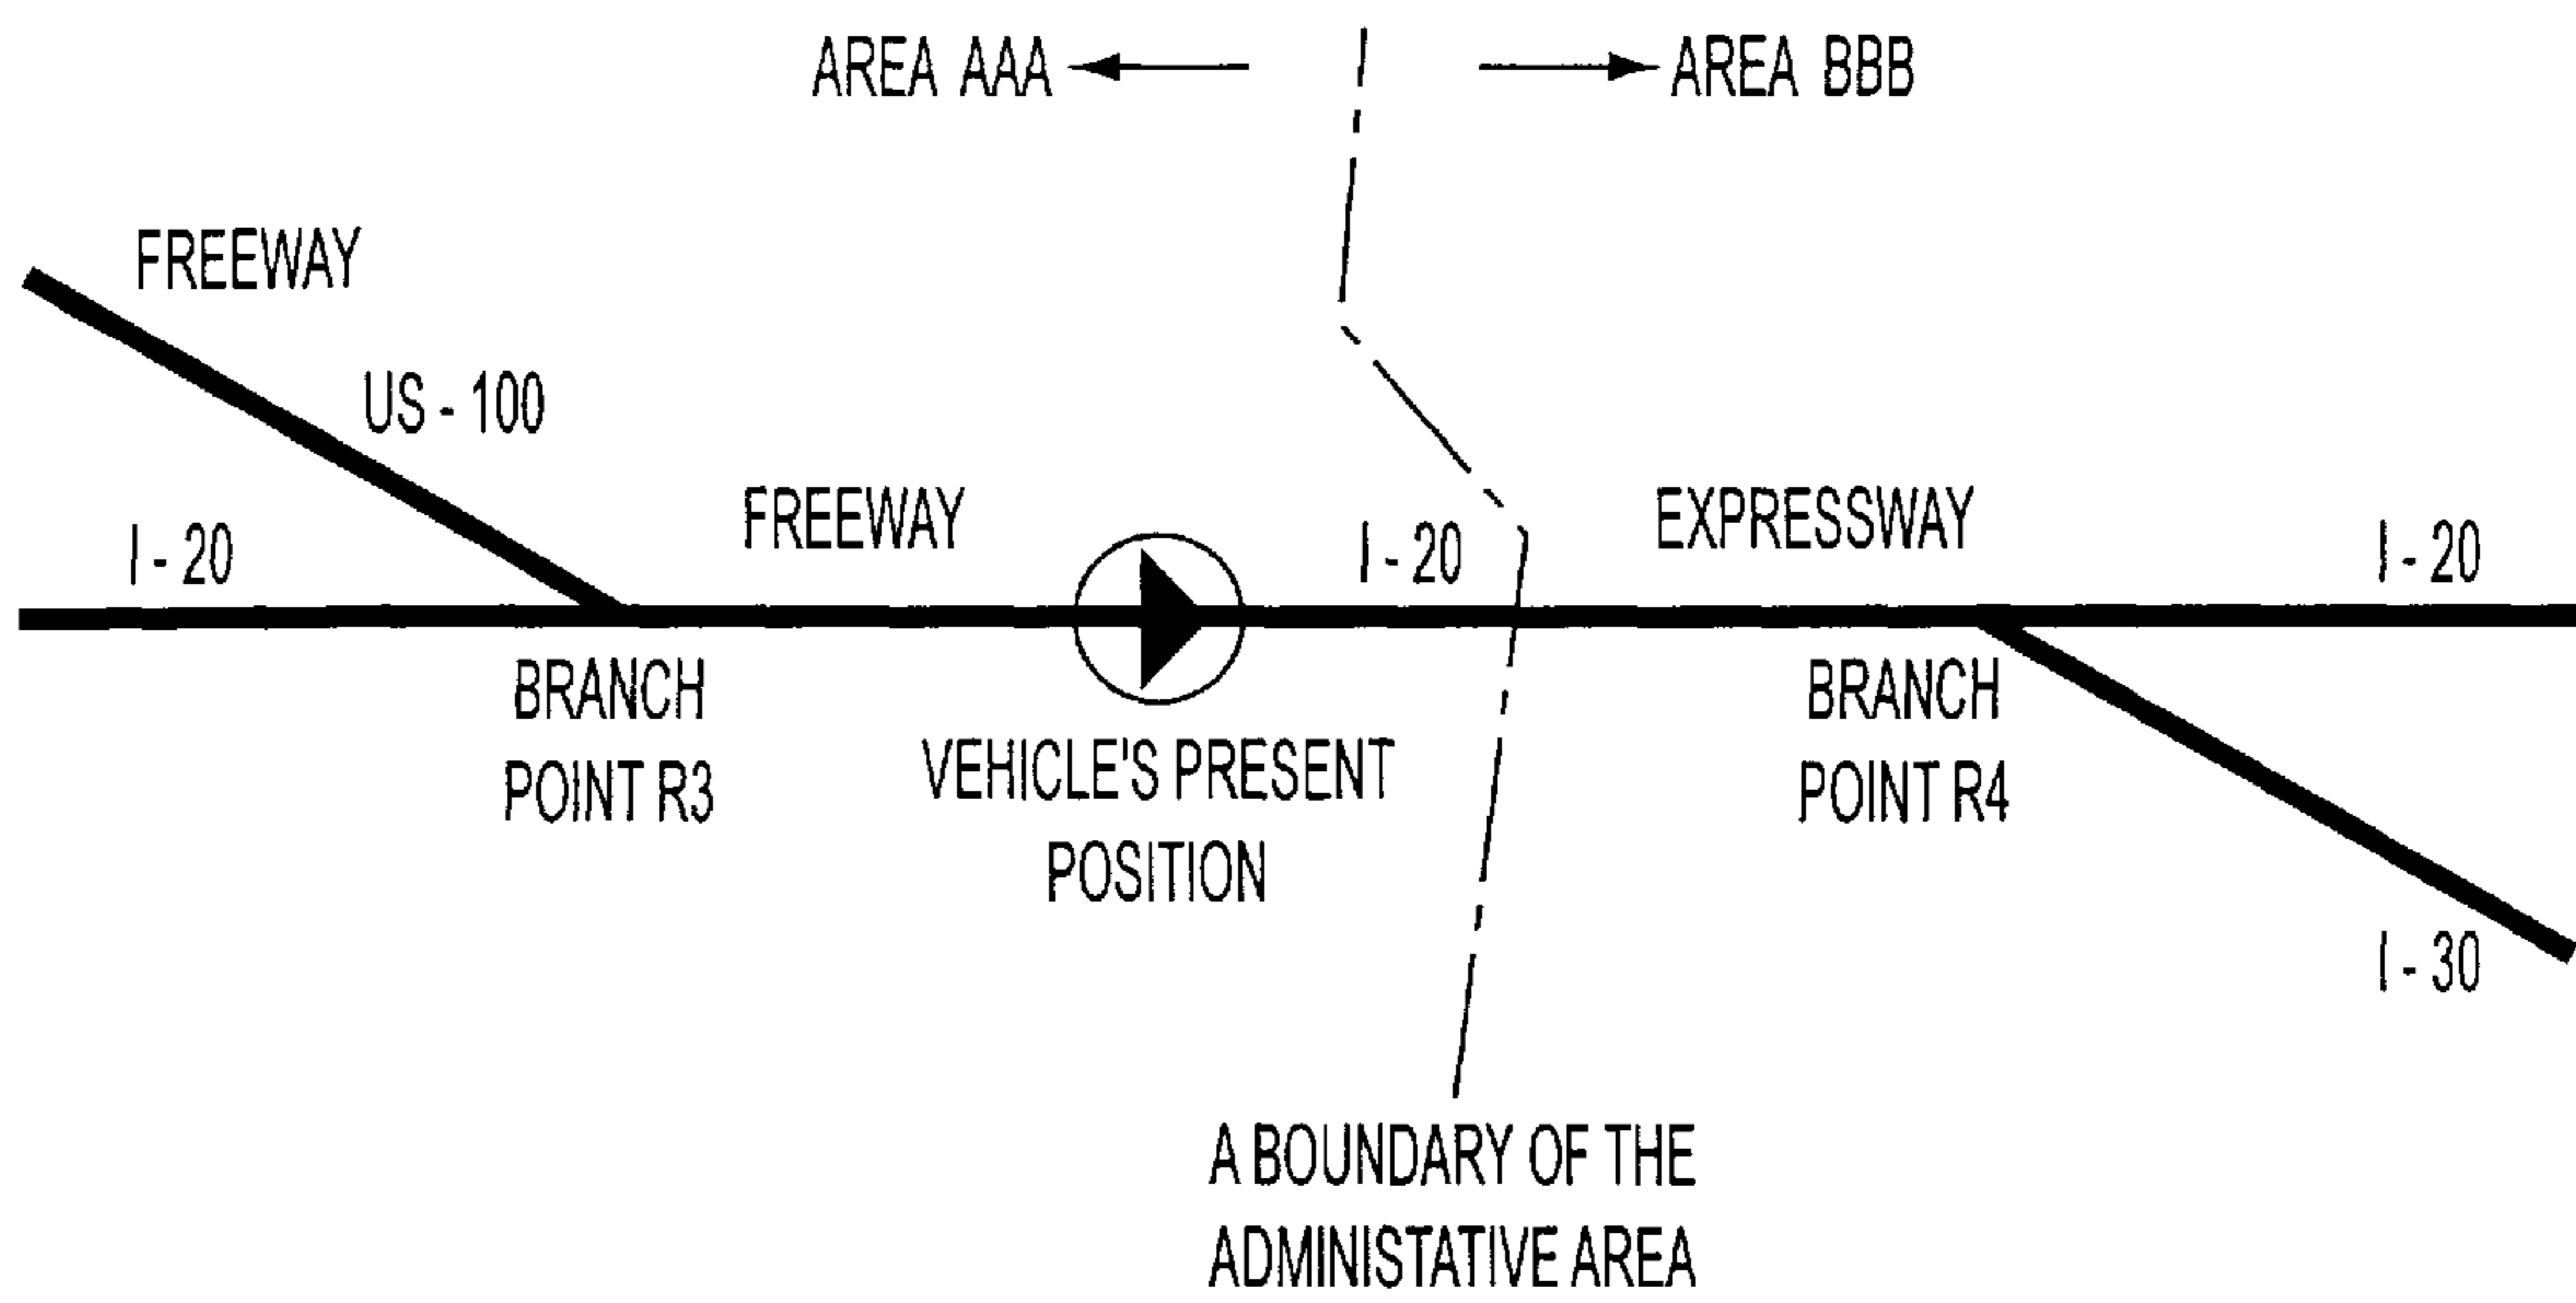 AREA AAA
AREA BBB
FREEWAY
US - 100
I - 20
FREEWAY
I - 20
EXPRESSWAY
I - 20
BRANCH
POINT R3
VEHICLE'S PRESENT
POSITION
BRANCH
POINT R4
I - 30
A BOUNDARY OF THE
ADMINISTATIVE AREA